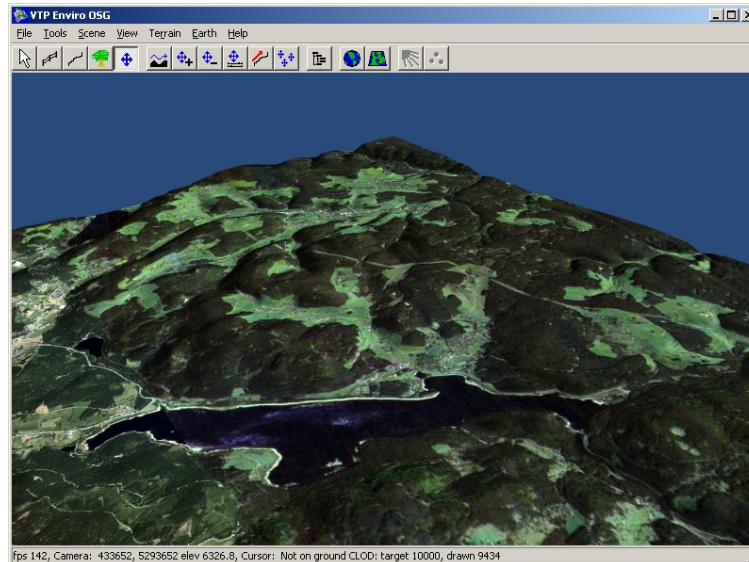 VTP Enviro OSG
File Tools Scene View Terrain Earth Help
fps 142, Camera: 433652, 5293652 elev 6326.8, Cursor: Not on ground CLOD: target 10000, drawn 9434